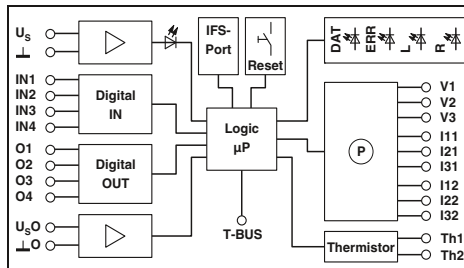 U_S
⊥
IN1
IN2
IN3
IN4
O1
O2
O3
O4
U_SO
⊥O
Digital
IN
Digital
OUT
IFS-
Port
Reset
Logic
µP
T-BUS
DAT
ERR
L
R
P
Thermistor
V1
V2
V3
I11
I21
I31
I12
I22
I32
Th1
Th2